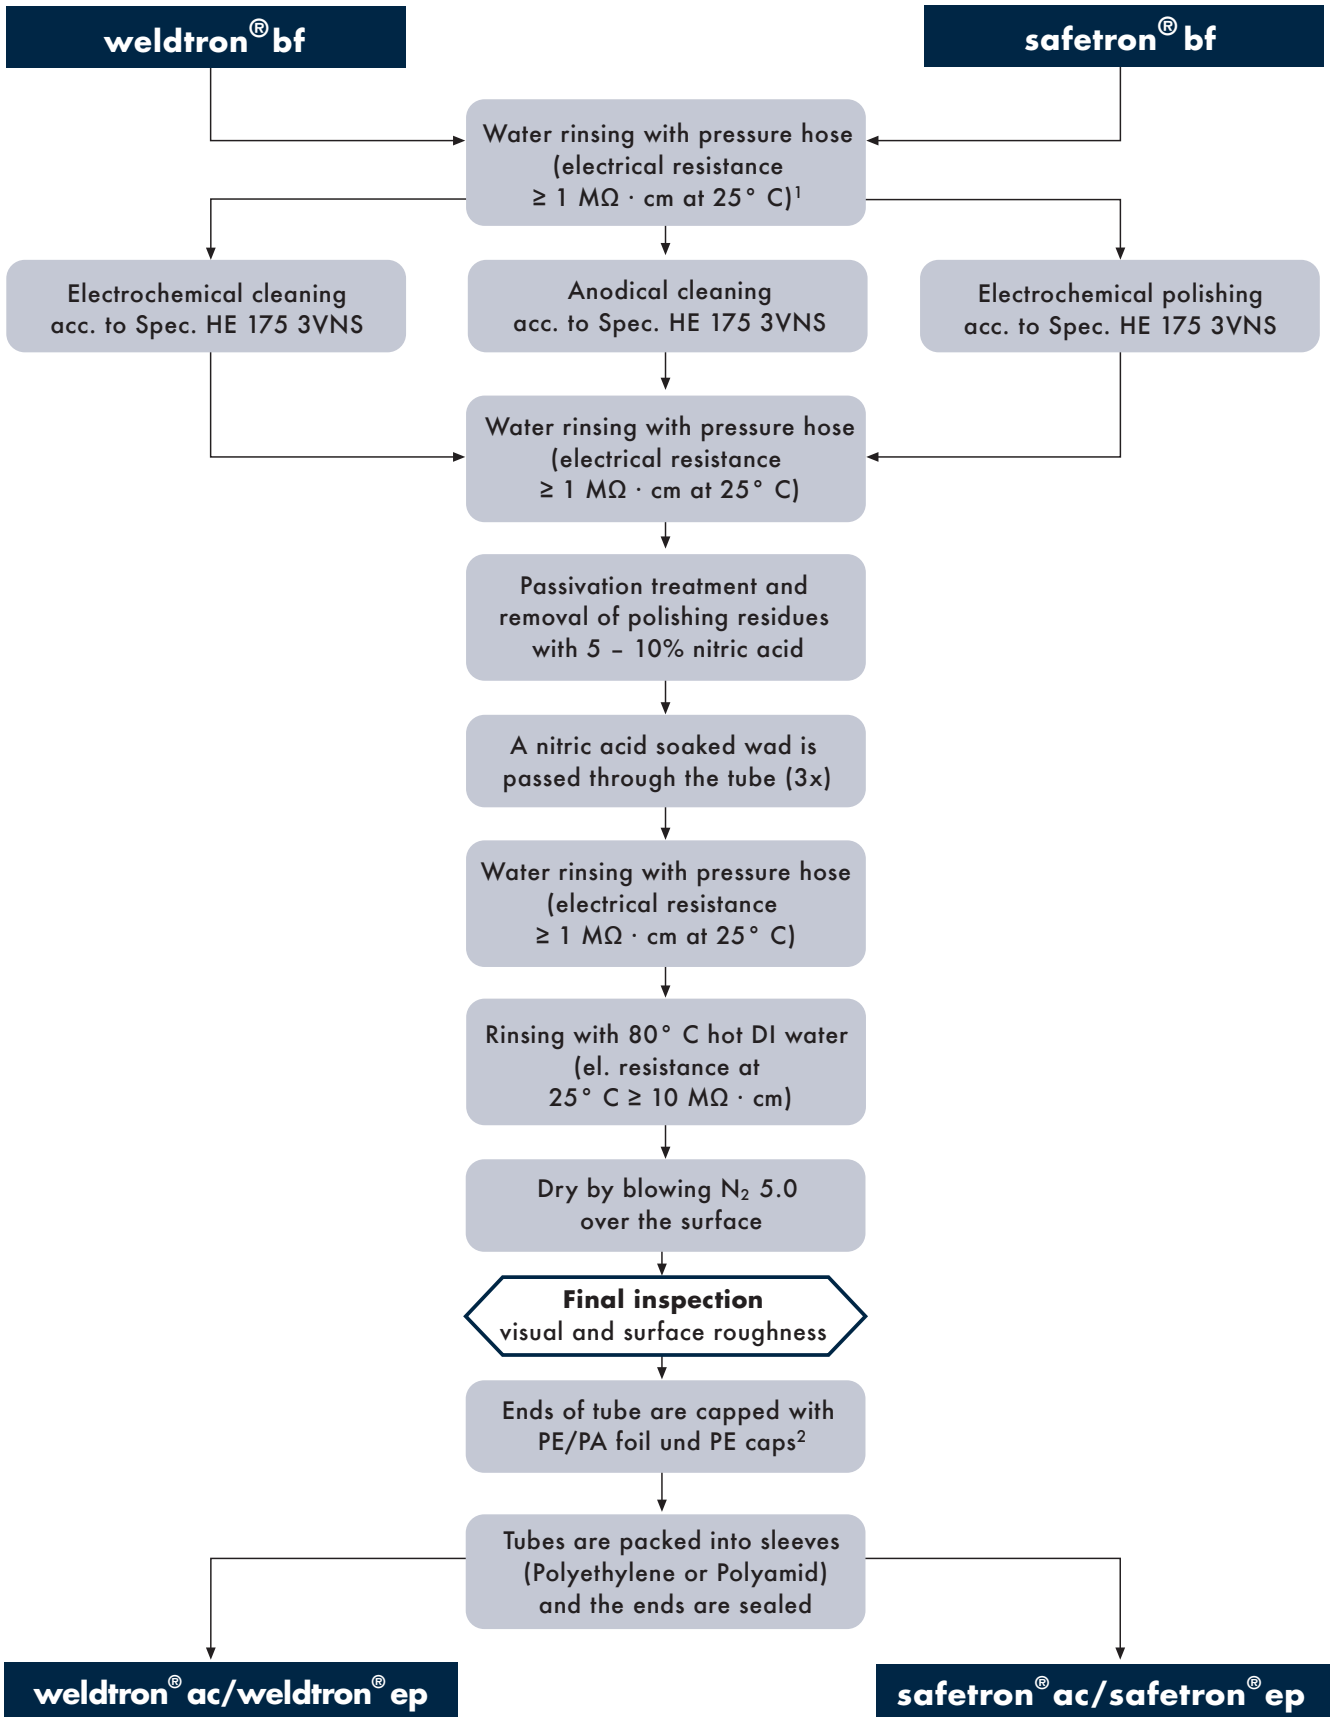 weldtron® bf
safetron® bf
Water rinsing with pressure hose
(electrical resistance
≥ 1 MΩ · cm at 25° C)¹
Electrochemical cleaning
acc. to Spec. HE 175 3VNS
Anodical cleaning
acc. to Spec. HE 175 3VNS
Electrochemical polishing
acc. to Spec. HE 175 3VNS
Water rinsing with pressure hose
(electrical resistance
≥ 1 MΩ · cm at 25° C)
Passivation treatment and
removal of polishing residues
with 5 – 10% nitric acid
A nitric acid soaked wad is
passed through the tube (3x)
Water rinsing with pressure hose
(electrical resistance
≥ 1 MΩ · cm at 25° C)
Rinsing with 80° C hot DI water
(el. resistance at
25° C ≥ 10 MΩ · cm)
Dry by blowing N₂ 5.0
over the surface
Final inspection
visual and surface roughness
Ends of tube are capped with
PE/PA foil und PE caps²
Tubes are packed into sleeves
(Polyethylene or Polyamid)
and the ends are sealed
weldtron® ac/weldtron® ep
safetron® ac/safetron® ep